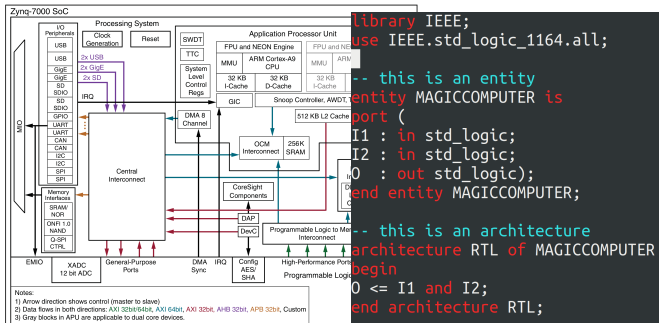 Zynq-7000 SoC
I/O
Peripherals
USB
USB
GigE
GigE
SD
SDIO
SD
SDIO
GPIO
UART
UART
CAN
CAN
I2C
I2C
SPI
SPI
Memory
Interfaces
SRAM/
NOR
ONFI 1.0
NAND
Q-SPI
CTRL
MIO
Processing System
Clock
Generation
Reset
2x USB
2x GigE
2x SD
IRQ
SWDT
TTC
System
Level
Control
Regs
DMA 8
Channel
Central
Interconnect
Application Processor Unit
FPU and NEON Engine
MMU
ARM Cortex-A9
CPU
32 KB
I-Cache
32 KB
D-Cache
FPU and NE
MMU
ARM
32 KB
I-Cache
GIC
Snoop Controller, AWDT, T
512 KB L2 Cache
OCM
Interconnect
256K
SRAM
CoreSight
Components
DAP
DevC
Programmable Logic to Me
Interconnect
EMIO
XADC
12 bit ADC
General-Purpose
Ports
DMA
Sync
IRQ
Config
AES/
SHA
High-Performance Ports
Programmable Logic
Notes:
1) Arrow direction shows control (master to slave)
2) Data flows in both directions: AXI 32bit/64bit, AXI 64bit, AXI 32bit, AHB 32bit, APB 32bit, Custom
3) Gray blocks in APU are applicable to dual core devices.
library IEEE;
use IEEE.std_logic_1164.all;
-- this is an entity
entity MAGICCOMPUTER is
port (
I1 : in std_logic;
I2 : in std_logic;
O : out std_logic);
end entity MAGICCOMPUTER;
-- this is an architecture
architecture RTL of MAGICCOMPUTER
begin
O <= I1 and I2;
end architecture RTL;